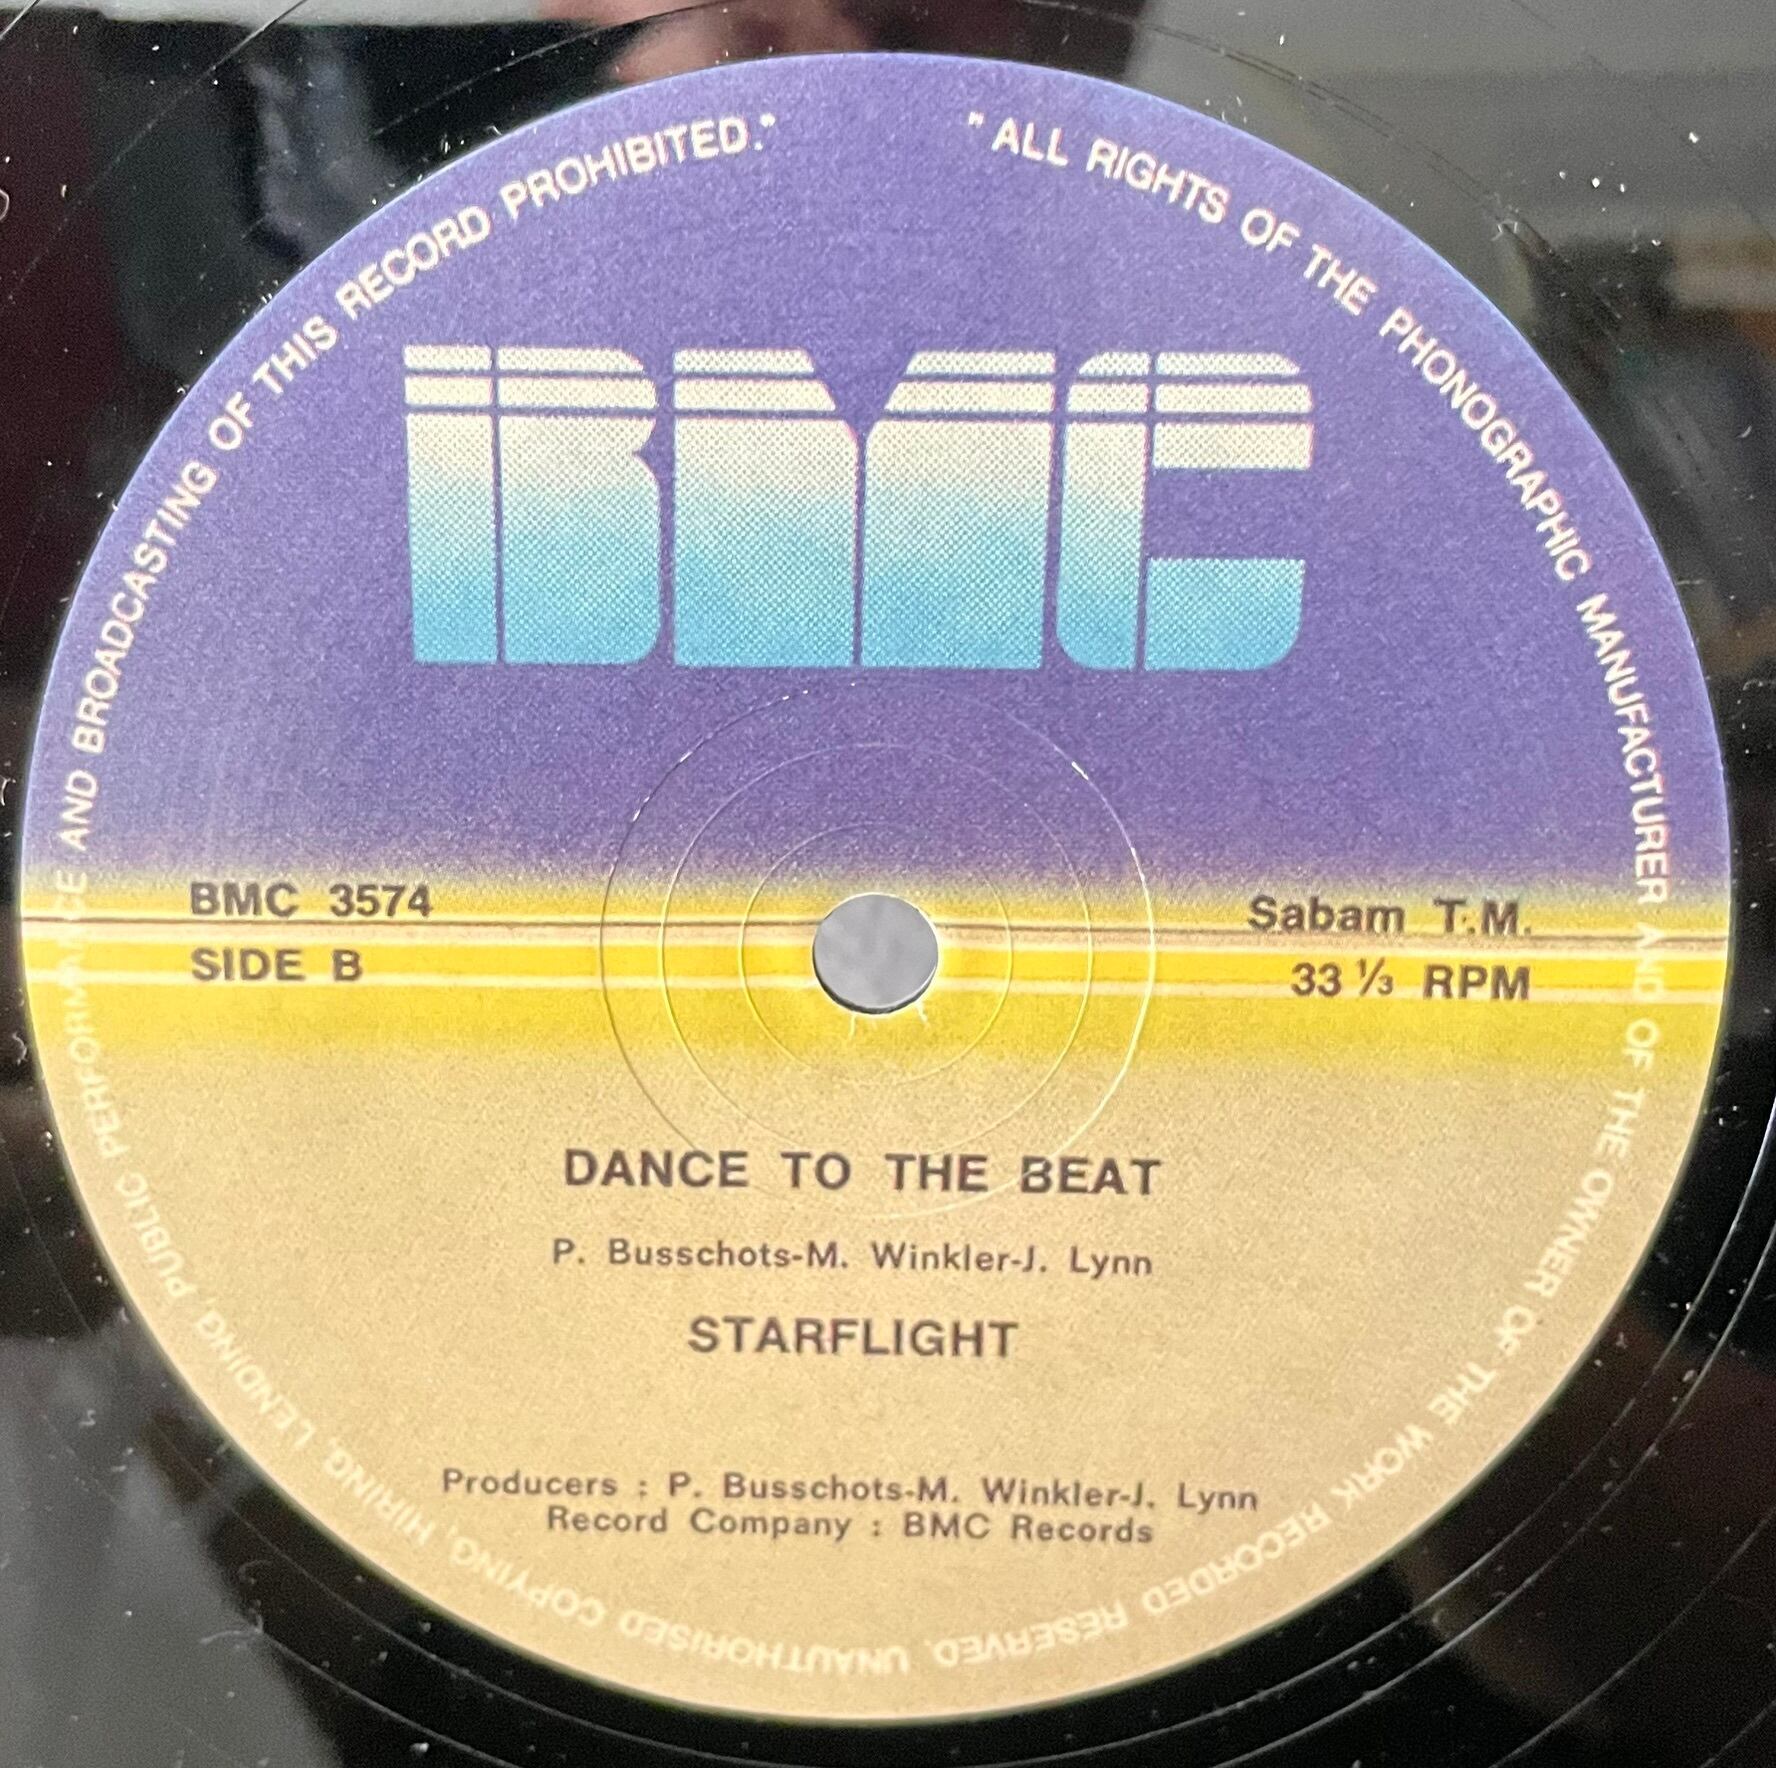 "ALL RIGHTS OF THE PHONOGRAPHIC MANUFACTURER AND OF THE OWNER OF THE WORK RECORDED RESERVED, UNAUTHORISED COPYING, HIRING, LENDING, PUBLIC PERFORMANCE AND BROADCASTING OF THIS RECORD PROHIBITED."
BMC
BMC 3574
SIDE B
Sabam T.M.
33 ⅓ RPM
DANCE TO THE BEAT
P. Busschots-M. Winkler-J. Lynn
STARFLIGHT
Producers : P. Busschots-M. Winkler-J. Lynn
Record Company : BMC Records